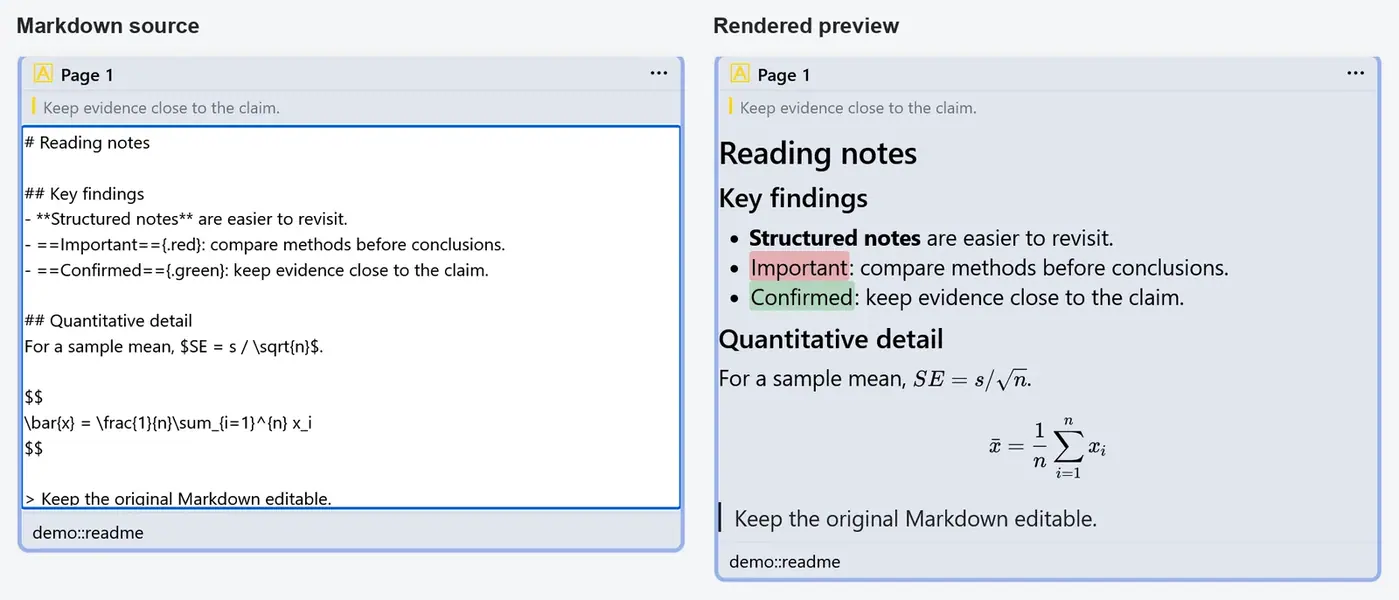 Markdown source
A Page 1 ...
Keep evidence close to the claim.
# Reading notes
## Key findings
- **Structured notes** are easier to revisit.
- ==Important=={.red}: compare methods before conclusions.
- ==Confirmed=={.green}: keep evidence close to the claim.
## Quantitative detail
For a sample mean, $SE = s / \sqrt{n}$.
$$
\bar{x} = \frac{1}{n}\sum_{i=1}^{n} x_i
$$
> Keep the original Markdown editable.
demo::readme
Rendered preview
A Page 1 ...
Keep evidence close to the claim.
Reading notes
Key findings
• Structured notes are easier to revisit.
• Important: compare methods before conclusions.
• Confirmed: keep evidence close to the claim.
Quantitative detail
For a sample mean, SE = s/√n.
x̄ = 1/n ∑_{i=1}^{n} x_i
Keep the original Markdown editable.
demo::readme